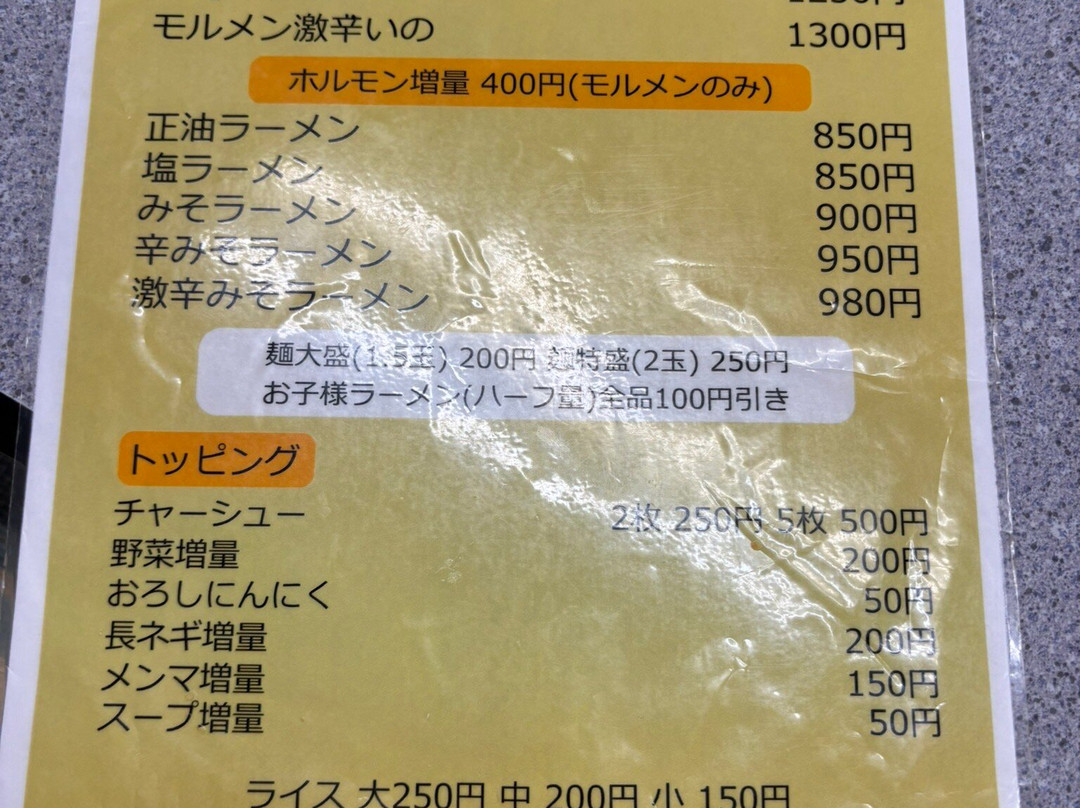 モルメン激辛いの 1300円
ホルモン増量 400円(モルメンのみ)
正油ラーメン 850円
塩ラーメン 850円
みそラーメン 900円
辛みそラーメン 950円
激辛みそラーメン 980円
麺大盛(1.5玉) 200円 麺特盛(2玉) 250円
お子様ラーメン(ハーフ量)全品100円引き
トッピング
チャーシュー 2枚 250円 5枚 500円
野菜増量 200円
おろしにんにく 50円
長ネギ増量 200円
メンマ増量 150円
スープ増量 50円
ライス 大250円 中 200円 小 150円